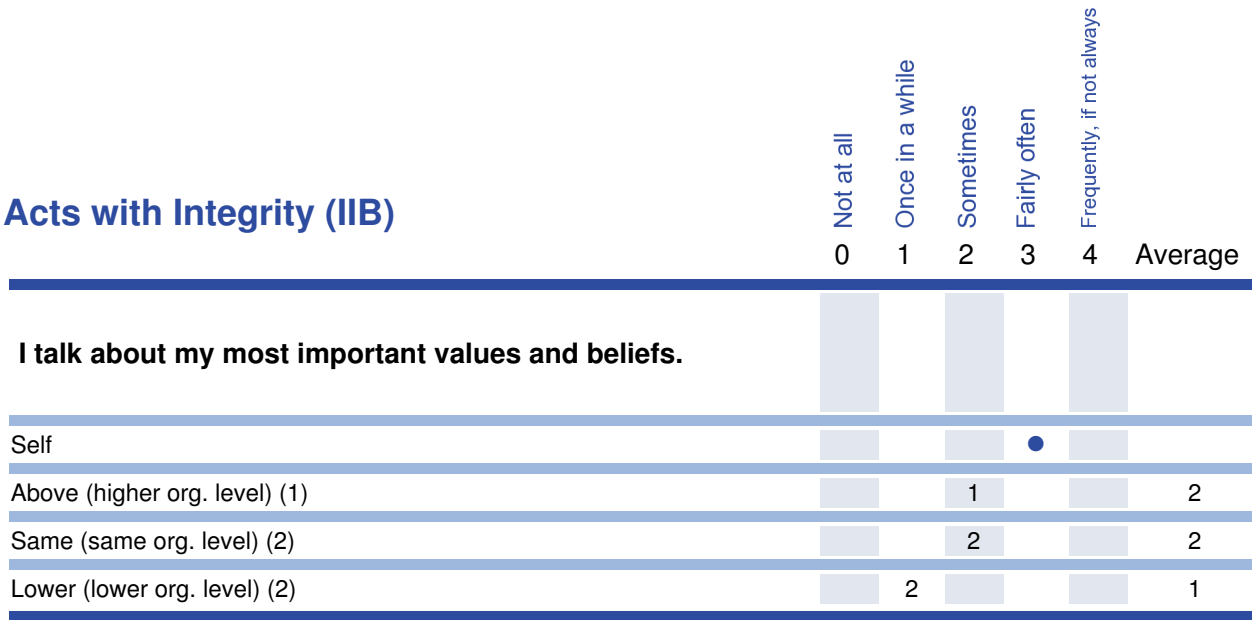 Not at all
Once in a while
Sometimes
Fairly often
Frequently, if not always
Acts with Integrity (IIB)
0 1 2 3 4 Average
I talk about my most important values and beliefs.
Self
Above (higher org. level) (1) 1 2
Same (same org. level) (2) 2 2
Lower (lower org. level) (2) 2 1